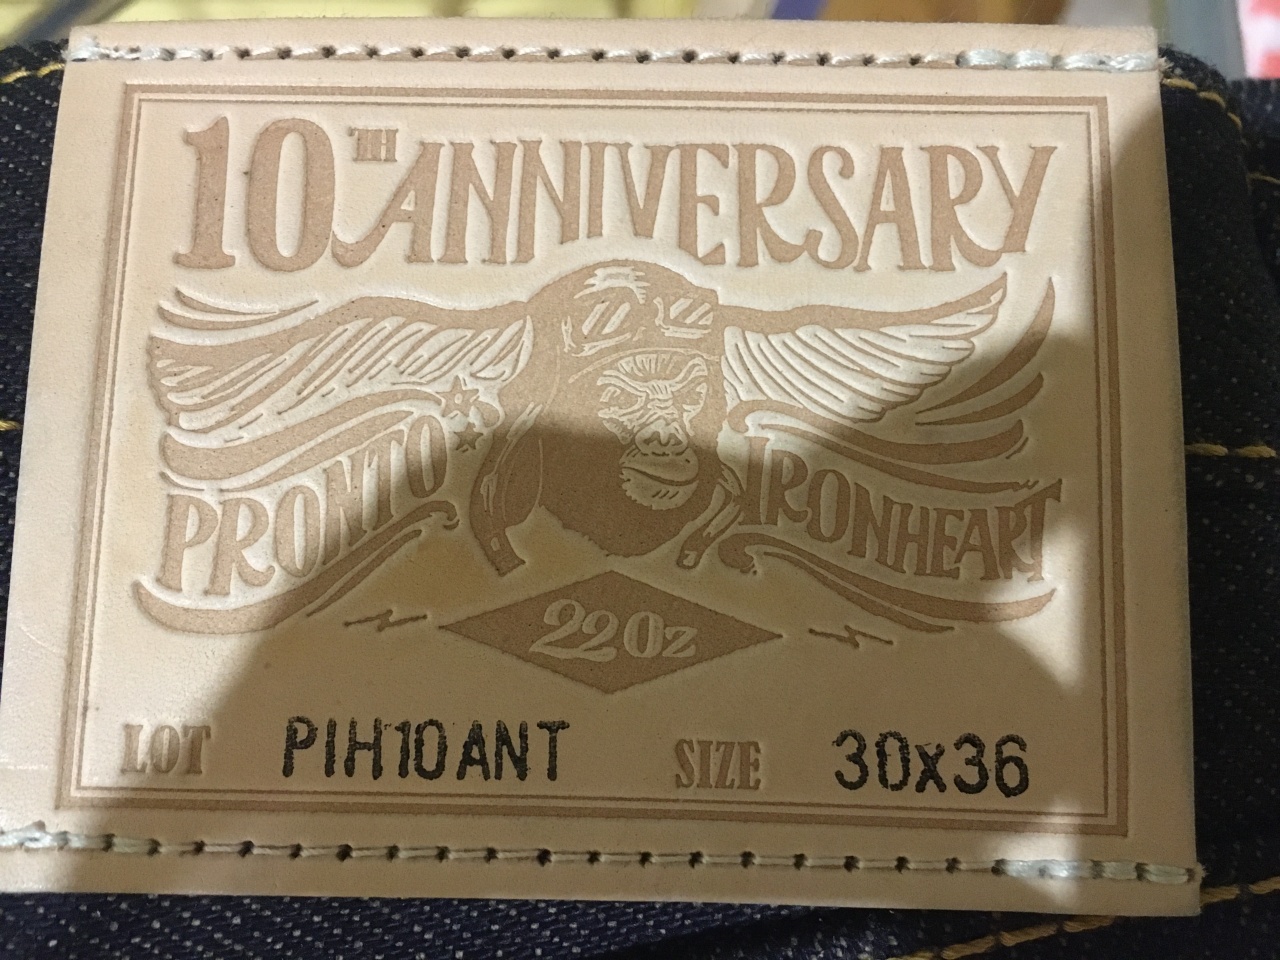 10TH ANNIVERSARY
PRONTO IRONHEART
22Oz
LOT PIH10ANT SIZE 30x36